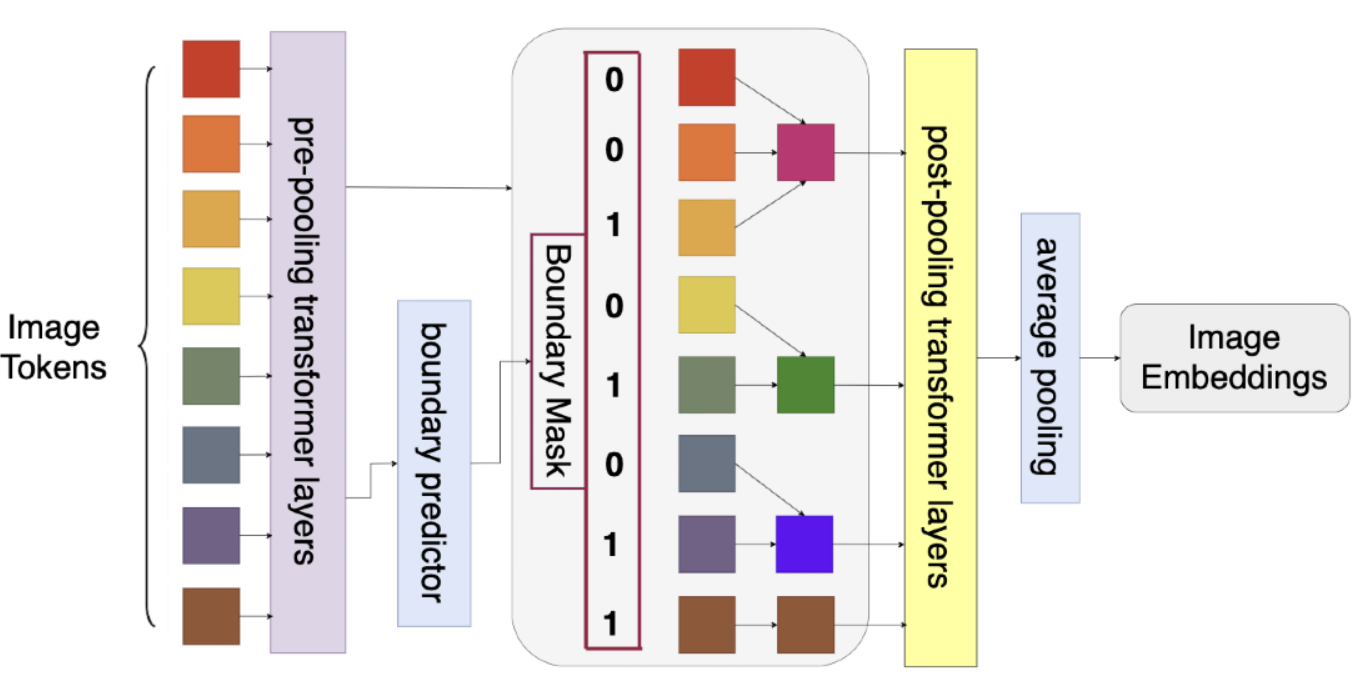 Image
Tokens
pre-pooling transformer layers
boundary predictor
Boundary Mask
0
0
1
0
1
0
1
1
post-pooling transformer layers
average pooling
Image
Embeddings